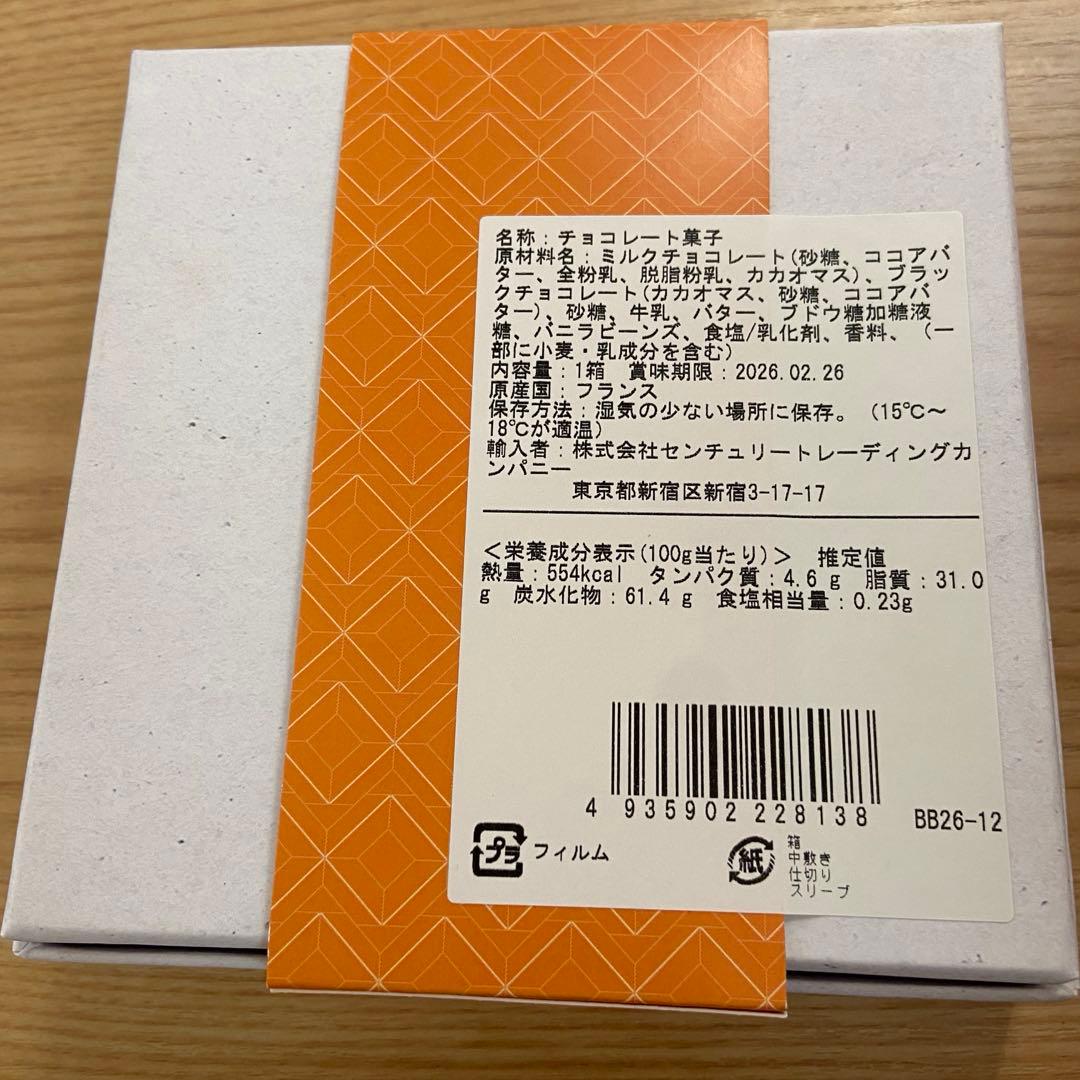 名称：チョコレート菓子
原材料名：ミルクチョコレート(砂糖、ココアバ
ター、全粉乳、脱脂粉乳、カカオマス)、ブラッ
クチョコレート(カカオマス、砂糖、ココアバ
ター)、砂糖、牛乳、バター、ブドウ糖加糖液
糖、バニラビーンズ、食塩/乳化剤、香料、（一
部に小麦・乳成分を含む）
内容量：1箱　賞味期限：2026.02.26
原産国：フランス
保存方法：湿気の少ない場所に保存。（15℃～
18℃が適温）
輸入者：株式会社センチュリートレーディングカ
ンパニー
東京都新宿区新宿3-17-17
＜栄養成分表示(100g当たり)＞　推定値
熱量：554kcal　タンパク質：4.6 g　脂質：31.0
g　炭水化物：61.4 g　食塩相当量：0.23g
4 935902 228138
BB26-12
プラ フィルム
紙 箱
中敷き
仕切り
スリーブ